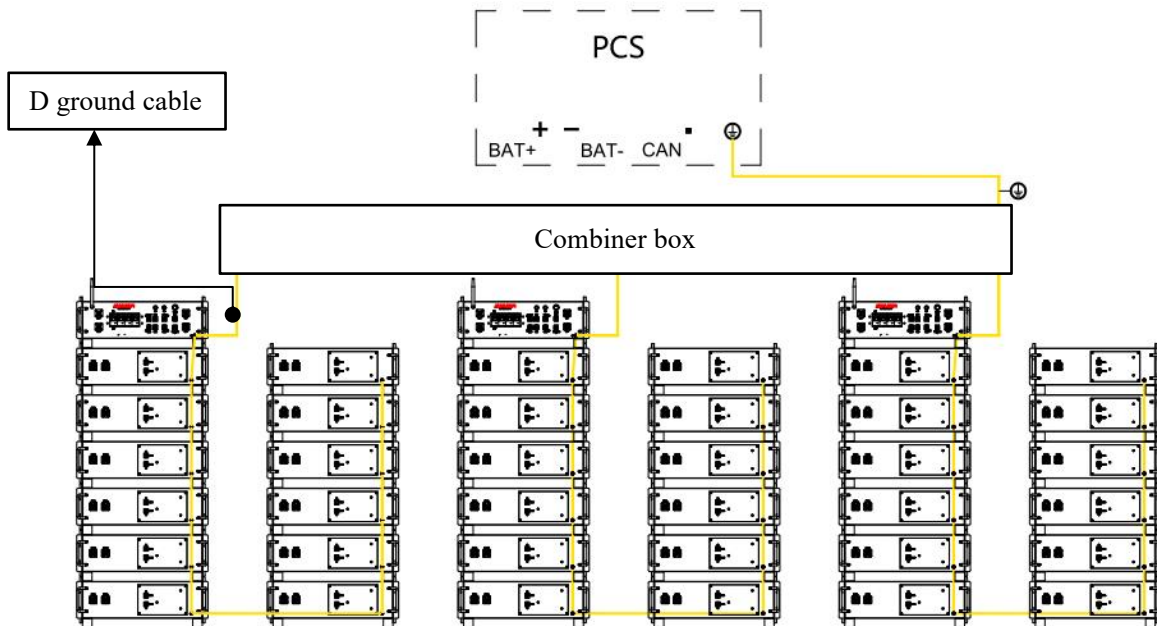 PCS
D ground cable
+ −
BAT+ BAT- CAN
Combiner box